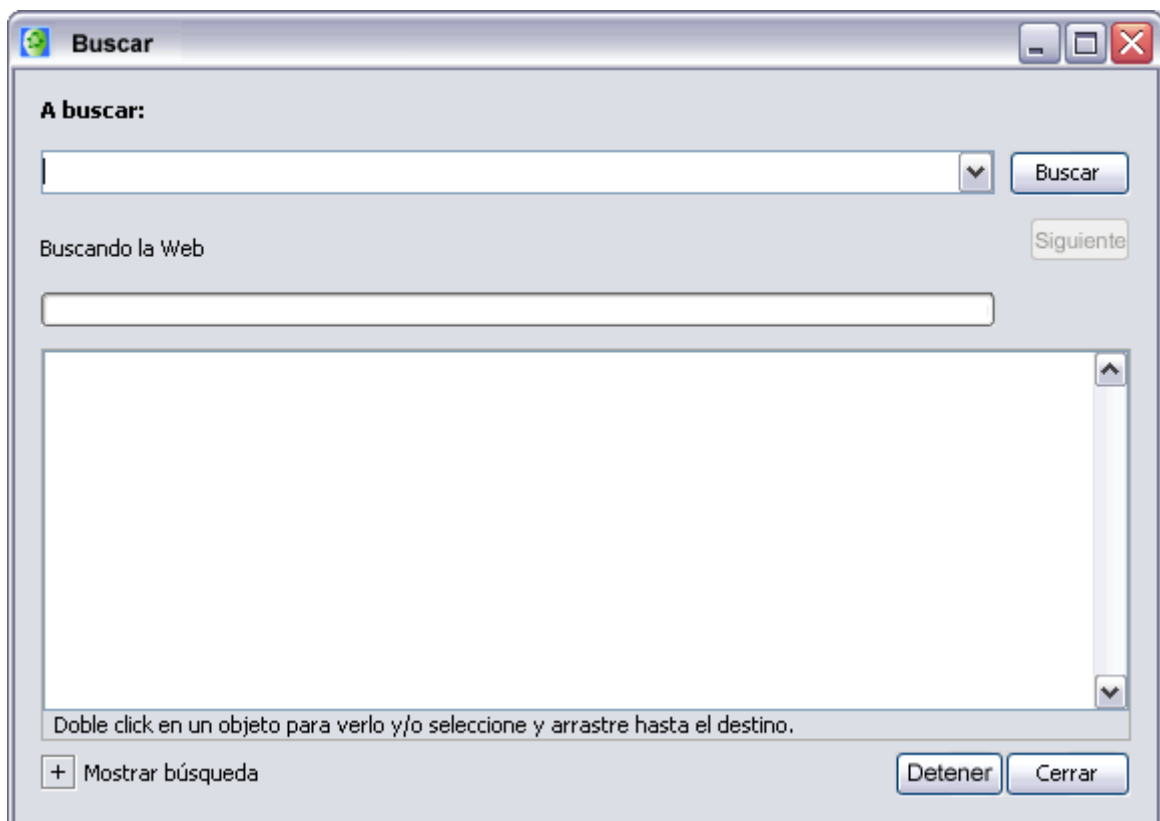 Buscar
A buscar:
Buscar
Siguiente
Buscando la Web
Doble click en un objeto para verlo y/o seleccione y arrastre hasta el destino.
+ Mostrar búsqueda
Detener
Cerrar